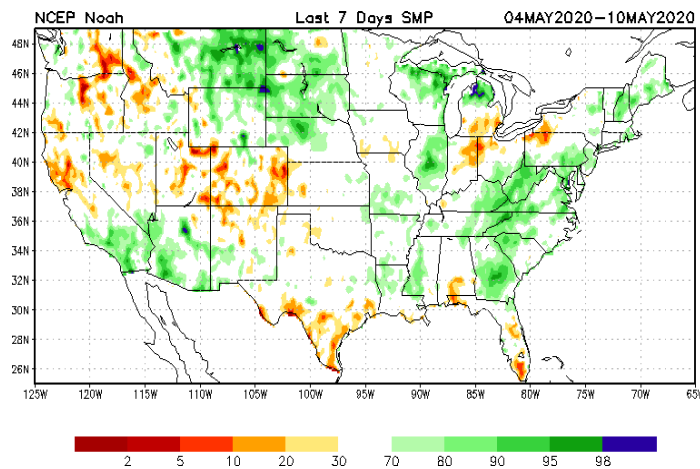 NCEP Noah Last 7 Days SMP 04MAY2020-10MAY2020
48N
46N
44N
42N
40N
38N
36N
34N
32N
30N
28N
26N
125W 120W 115W 110W 105W 100W 95W 90W 85W 80W 75W 70W 65W
2 5 10 20 30 70 80 90 95 98